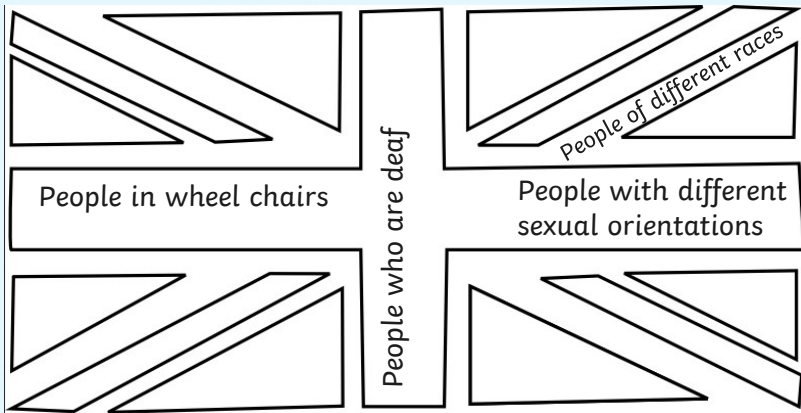 People of different races
People in wheel chairs
People who are deaf
People with different
sexual orientations